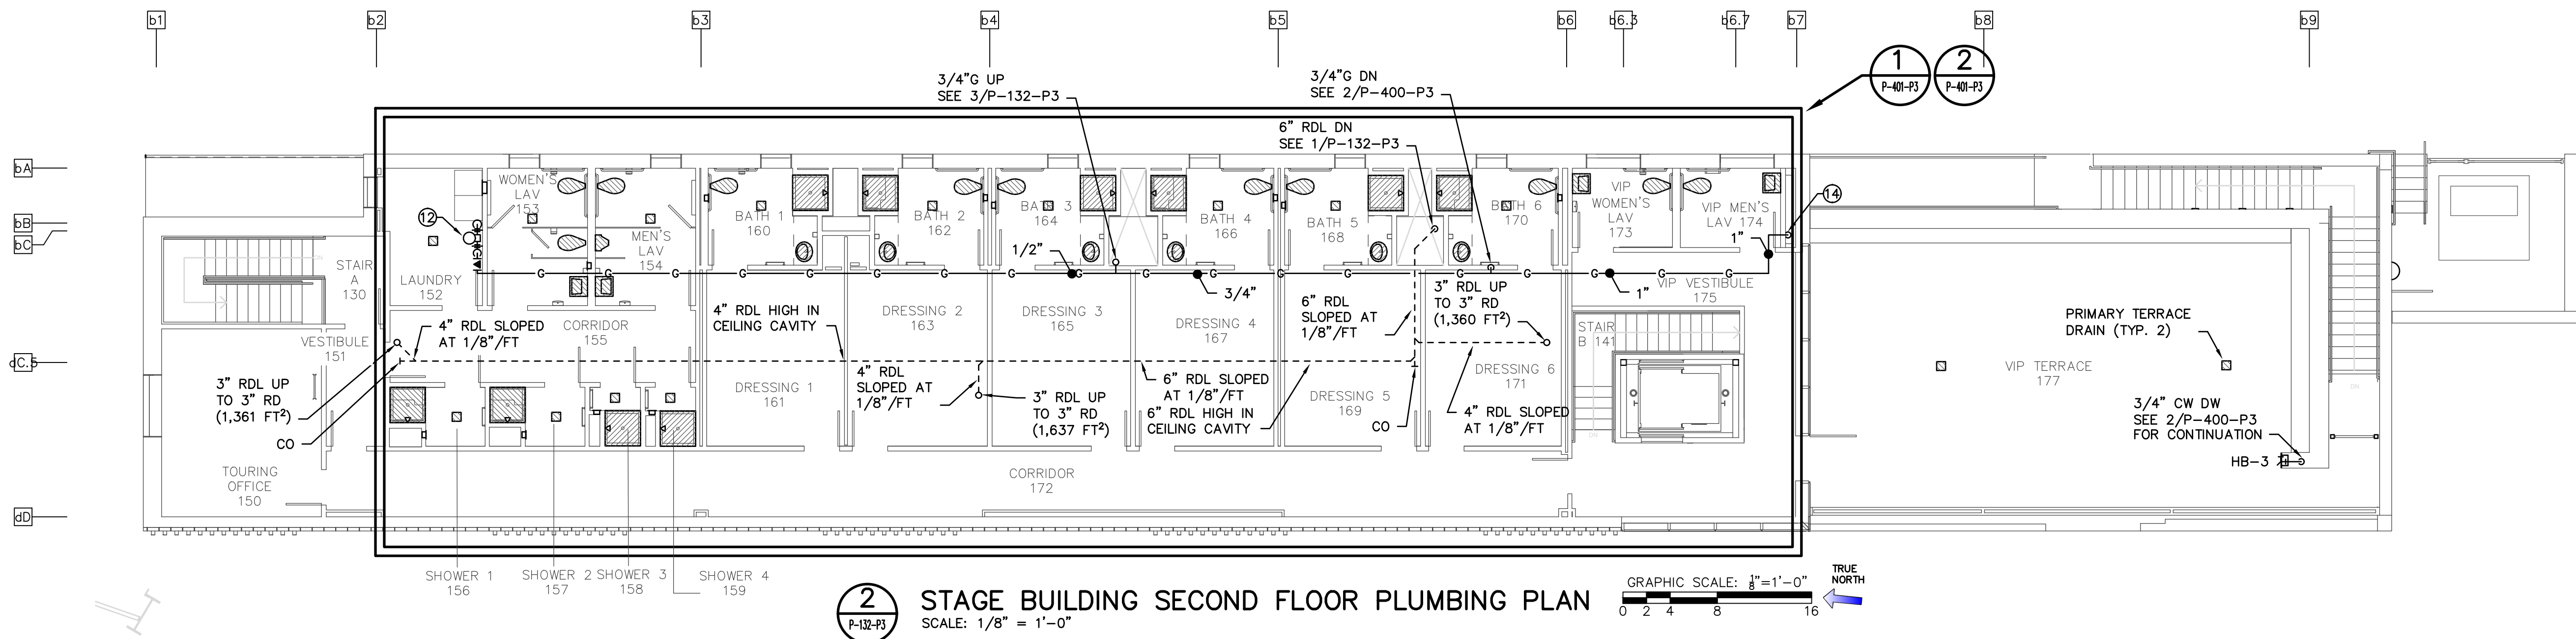 b1
b2
b3
b4
b5
b6
b6.3
b6.7
b7
b8
b9
1
P-401-P3
2
P-401-P3
3/4"G UP
SEE 3/P-132-P3
3/4"G DN
SEE 2/P-400-P3
6" RDL DN
SEE 1/P-132-P3
bA
bB
bC
dC.5
dD
WOMEN'S
LAV
153
12
MEN'S
LAV
154
BATH 1
160
BATH 2
162
BATH 3
164
BATH 4
166
BATH 5
168
BATH 6
170
VIP
WOMEN'S
LAV
173
VIP MEN'S
LAV 174
14
1"
1/2"
G G G G G G G G G G G G G G G G G G
STAIR
A
130
DN
LAUNDRY
152
3/4"
1"
VIP VESTIBULE
175
VESTIBULE
151
4" RDL SLOPED
AT 1/8"/FT
CORRIDOR
155
4" RDL HIGH IN
CEILING CAVITY
DRESSING 2
163
DRESSING 3
165
DRESSING 4
167
6" RDL
SLOPED AT
1/8"/FT
3" RDL UP
TO 3" RD
(1,360 FT²)
STAIR
B 141
DN
PRIMARY TERRACE
DRAIN (TYP. 2)
VIP TERRACE
177
DN
3" RDL UP
TO 3" RD
(1,361 FT²)
CO
DRESSING 1
161
4" RDL
SLOPED AT
1/8"/FT
3" RDL UP
TO 3" RD
(1,637 FT²)
6" RDL SLOPED
AT 1/8"/FT
6" RDL HIGH IN
CEILING CAVITY
DRESSING 5
169
CO
DRESSING 6
171
4" RDL SLOPED
AT 1/8"/FT
3/4" CW DW
SEE 2/P-400-P3
FOR CONTINUATION
HB-3
TOURING
OFFICE
150
CORRIDOR
172
SHOWER 1
156
SHOWER 2
157
SHOWER 3
158
SHOWER 4
159
2
P-132-P3
STAGE BUILDING SECOND FLOOR PLUMBING PLAN
SCALE: 1/8" = 1'-0"
GRAPHIC SCALE: 1/8"=1'-0"
0 2 4 8 16
TRUE
NORTH